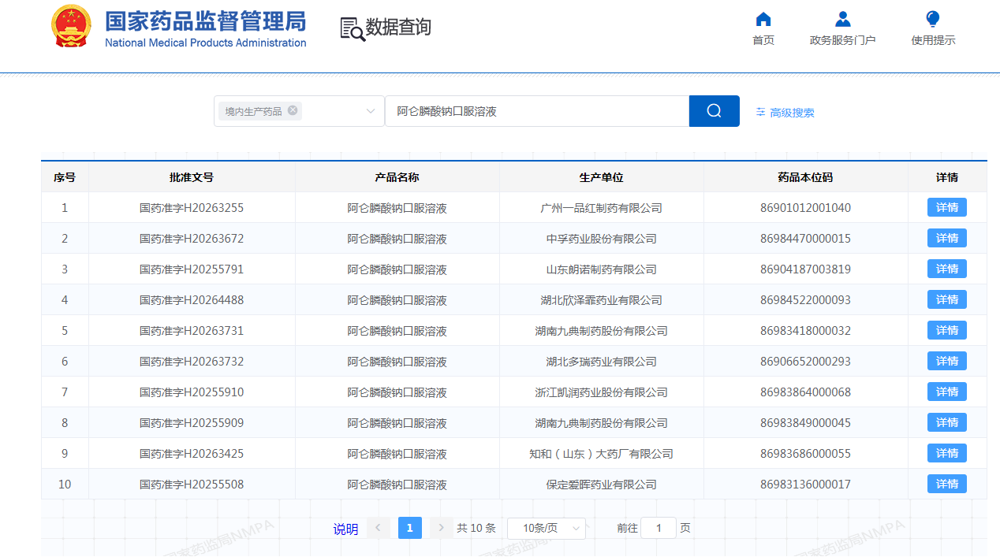 国家药品监督管理局
National Medical Products Administration
数据查询
首页 政务服务门户 使用提示
境内生产药品 阿仑膦酸钠口服溶液 高级搜索
序号 批准文号 产品名称 生产单位 药品本位码 详情
1 国药准字H20263255 阿仑膦酸钠口服溶液 广州一品红制药有限公司 86901012001040 详情
2 国药准字H20263672 阿仑膦酸钠口服溶液 中孚药业股份有限公司 86984470000015 详情
3 国药准字H20255791 阿仑膦酸钠口服溶液 山东朗诺制药有限公司 86904187003819 详情
4 国药准字H20264488 阿仑膦酸钠口服溶液 湖北欣泽霏药业有限公司 86984522000093 详情
5 国药准字H20263731 阿仑膦酸钠口服溶液 湖南九典制药股份有限公司 86983418000032 详情
6 国药准字H20263732 阿仑膦酸钠口服溶液 湖北多瑞药业有限公司 86906652000293 详情
7 国药准字H20255910 阿仑膦酸钠口服溶液 浙江凯润药业股份有限公司 86983864000068 详情
8 国药准字H20255909 阿仑膦酸钠口服溶液 湖南九典制药股份有限公司 86983849000045 详情
9 国药准字H20263425 阿仑膦酸钠口服溶液 知和（山东）大药厂有限公司 86983686000055 详情
10 国药准字H20255508 阿仑膦酸钠口服溶液 保定爱晖药业有限公司 86983136000017 详情
说明 1 共 10 条 10条/页 前往 1 页
国家药监局NMPA 国家药监局 国家药监局NMPA